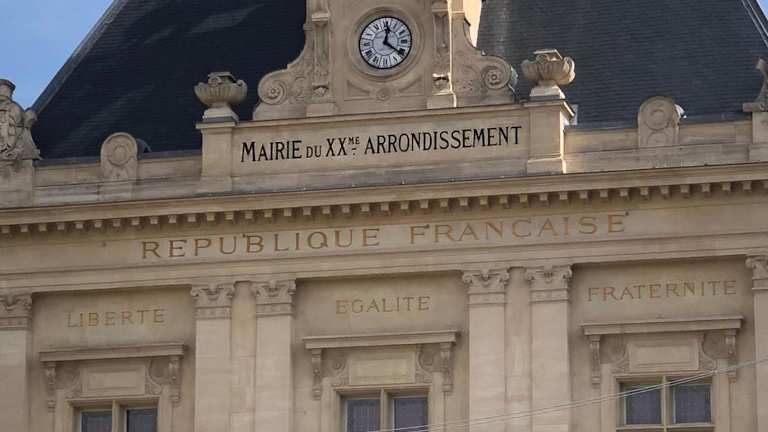 MAIRIE DU XXME ARRONDISSEMENT
REPUBLIQUE FRANCAISE
LIBERTE EGALITE FRATERNITE